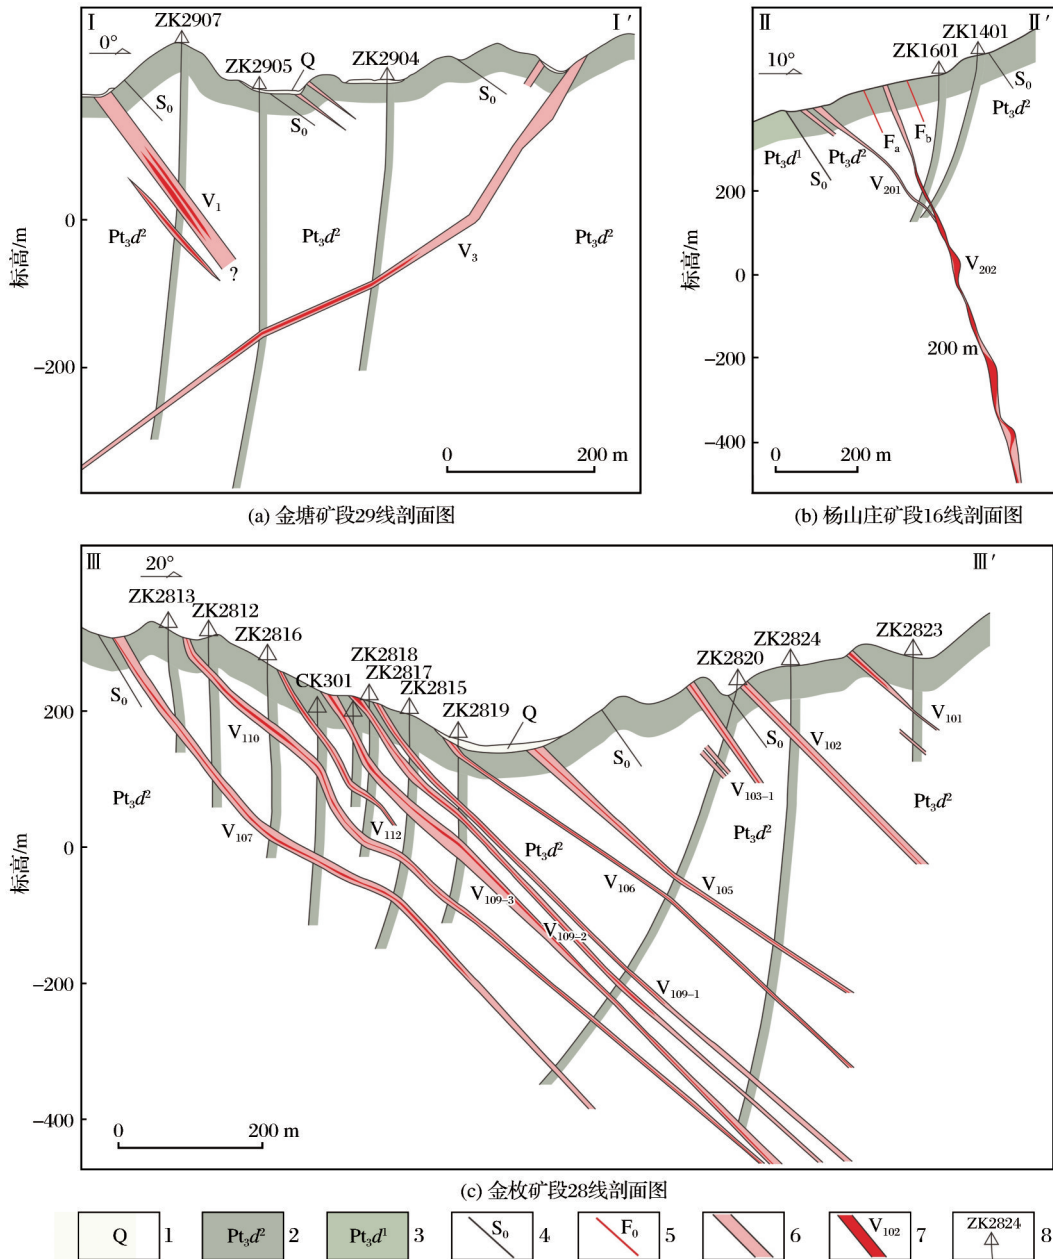 Ⅰ Ⅰ′
0°
ZK2907
ZK2905
ZK2904
Q
S₀
S₀
S₀
V₁
V₃
Pt₃d²
Pt₃d²
Pt₃d²
?
标高/m
0
−200
0 200 m
(a) 金塘矿段29线剖面图
Ⅱ Ⅱ′
10°
ZK1401
ZK1601
S₀
Pt₃d²
Fₐ
F_b
Pt₃d¹
Pt₃d²
S₀
V₂₀₁
V₂₀₂
200 m
标高/m
200
0
−200
−400
0 200 m
(b) 杨山庄矿段16线剖面图
Ⅲ Ⅲ′
20°
ZK2813
ZK2812
ZK2816
CK301
ZK2818
ZK2817
ZK2815
ZK2819
Q
ZK2820
ZK2824
ZK2823
S₀
S₀
S₀
V₁₁₀
V₁₀₇
V₁₁₂
V₁₀₉₋₃
V₁₀₉₋₂
V₁₀₉₋₁
V₁₀₆
V₁₀₅
V₁₀₃₋₁
V₁₀₂
V₁₀₁
Pt₃d²
Pt₃d²
Pt₃d²
Pt₃d²
标高/m
200
0
−200
−400
0 200 m
(c) 金枚矿段28线剖面图
Q 1 Pt₃d² 2 Pt₃d¹ 3 S₀ 4 F₀ 5 6 V₁₀₂ 7 ZK2824 8